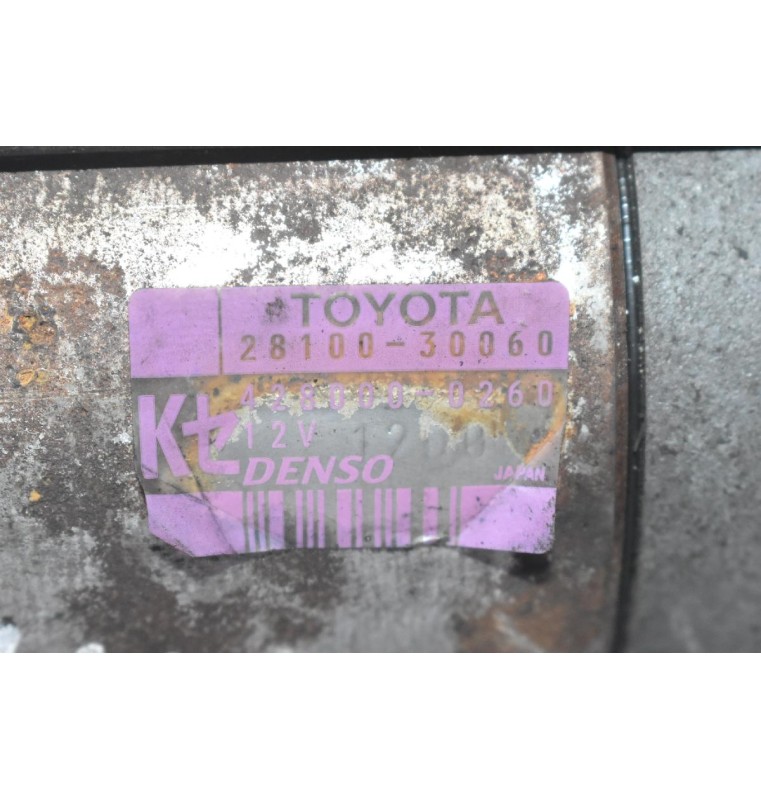 TOYOTA
28100-30060
428000-0260
Kセ
12V
DENSO
JAPAN